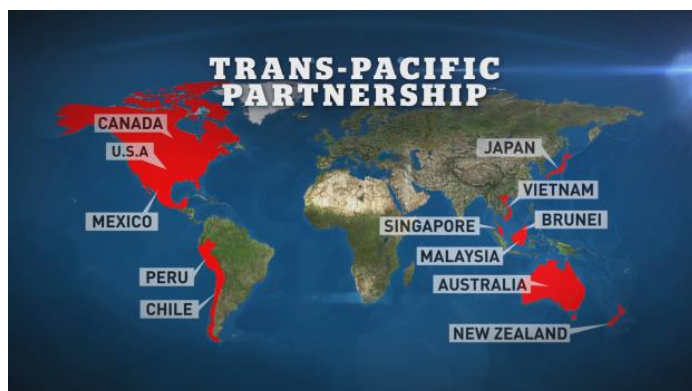 TRANS-PACIFIC
PARTNERSHIP
CANADA
U.S.A
MEXICO
PERU
CHILE
JAPAN
VIETNAM
SINGAPORE
BRUNEI
MALAYSIA
AUSTRALIA
NEW ZEALAND